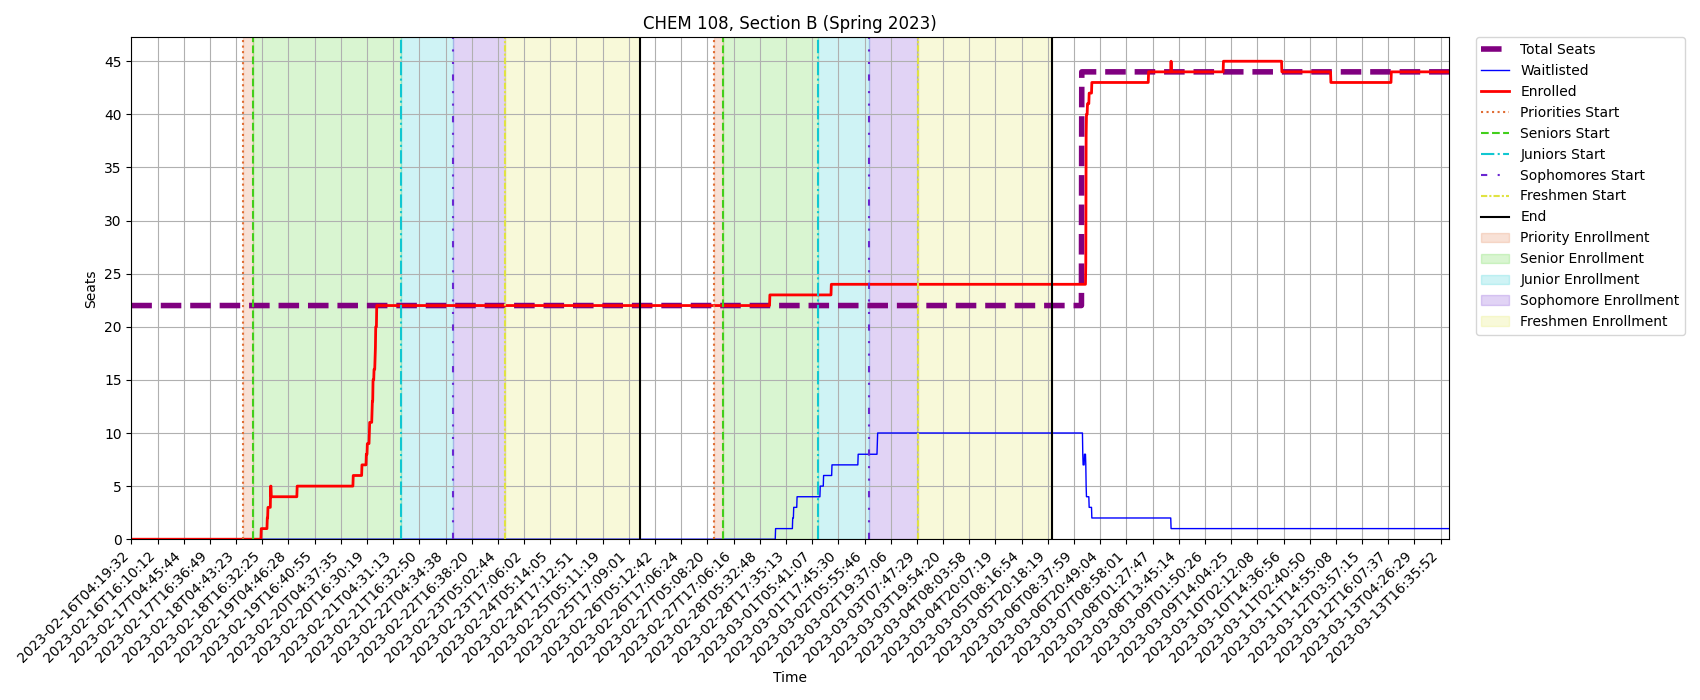 CHEM 108, Section B (Spring 2023)
45
40
35
30
25
20
15
10
5
0
Seats
2023-02-16T04:19:32
2023-02-16T16:10:12
2023-02-17T04:45:44
2023-02-17T16:36:49
2023-02-18T04:43:23
2023-02-18T16:32:25
2023-02-19T04:46:28
2023-02-19T16:40:55
2023-02-20T04:37:35
2023-02-20T16:30:19
2023-02-21T04:31:13
2023-02-21T16:32:50
2023-02-22T04:34:38
2023-02-22T16:38:20
2023-02-23T05:02:44
2023-02-23T17:06:02
2023-02-24T05:14:05
2023-02-24T17:12:51
2023-02-25T05:11:19
2023-02-25T17:09:01
2023-02-26T05:12:42
2023-02-26T17:06:24
2023-02-27T05:08:20
2023-02-27T17:06:16
2023-02-28T05:32:48
2023-02-28T17:35:13
2023-03-01T05:41:07
2023-03-01T17:45:30
2023-03-02T05:55:46
2023-03-02T19:37:06
2023-03-03T07:47:29
2023-03-03T19:54:20
2023-03-04T08:03:58
2023-03-04T20:07:19
2023-03-05T08:16:54
2023-03-05T20:18:19
2023-03-06T08:37:59
2023-03-06T20:49:04
2023-03-07T08:58:01
2023-03-08T01:27:47
2023-03-08T13:45:14
2023-03-09T01:50:26
2023-03-09T14:04:25
2023-03-10T02:12:08
2023-03-10T14:36:56
2023-03-11T02:40:50
2023-03-11T14:55:08
2023-03-12T03:57:15
2023-03-12T16:07:37
2023-03-13T04:26:29
2023-03-13T16:35:52
Time
Total Seats
Waitlisted
Enrolled
Priorities Start
Seniors Start
Juniors Start
Sophomores Start
Freshmen Start
End
Priority Enrollment
Senior Enrollment
Junior Enrollment
Sophomore Enrollment
Freshmen Enrollment